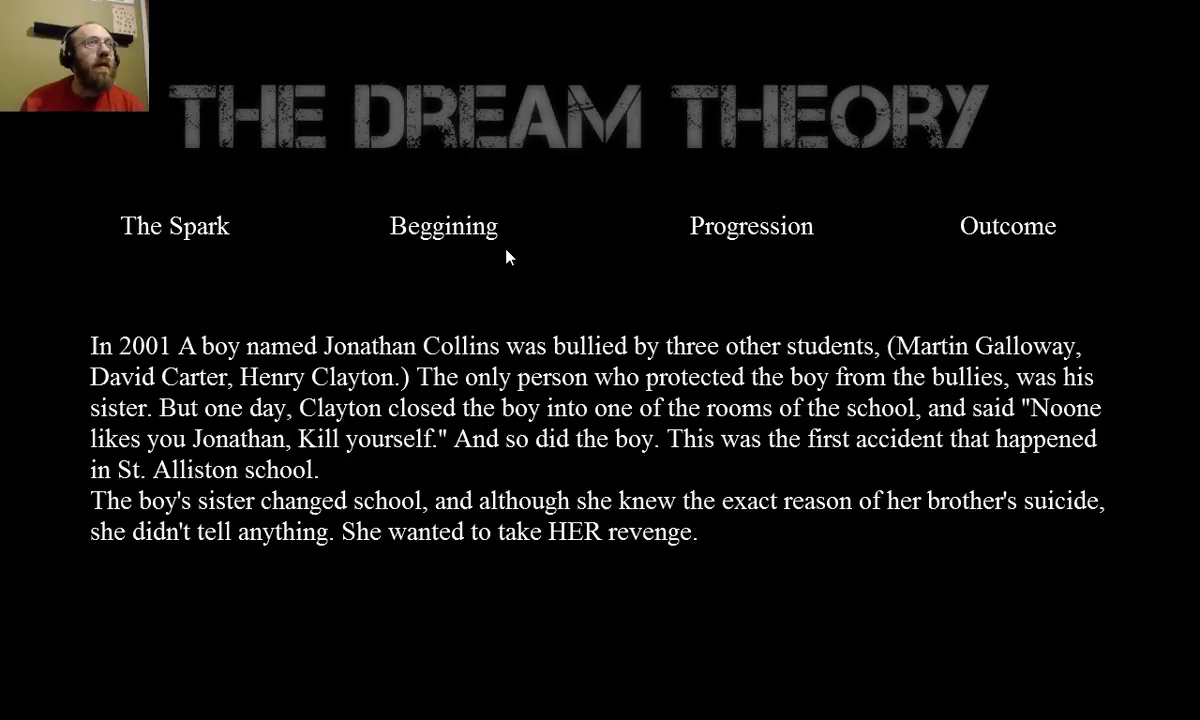 THE DREAM THEORY
The Spark
Beggining
Progression
Outcome
In 2001 A boy named Jonathan Collins was bullied by three other students, (Martin Galloway,
David Carter, Henry Clayton.) The only person who protected the boy from the bullies, was his
sister. But one day, Clayton closed the boy into one of the rooms of the school, and said "Noone
likes you Jonathan, Kill yourself." And so did the boy. This was the first accident that happened
in St. Alliston school.
The boy's sister changed school, and although she knew the exact reason of her brother's suicide,
she didn't tell anything. She wanted to take HER revenge.